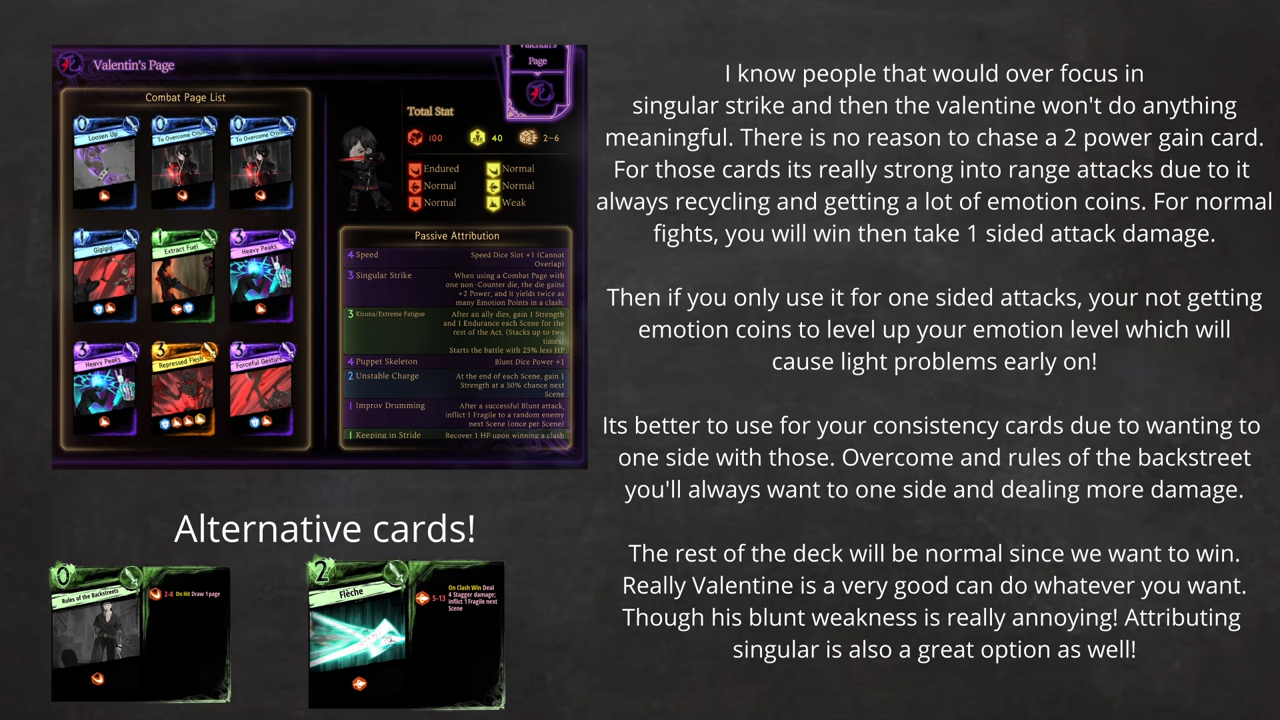 Valentin's Page
Valentin's
Page
Combat Page List
Total Stat
0
Loosen Up
0
To Overcome Crisis
0
To Overcome Crisis
100
40
2~6
Endured
Normal
Normal
Normal
Normal
Weak
1
Gigigig
1
Extract Fuel
3
Heavy Peaks
3
Heavy Peaks
3
Repressed Flesh
3
Forceful Gesture
Passive Attribution
4 Speed
Speed Dice Slot +1 (Cannot
Overlap)
3 Singular Strike
When using a Combat Page with
one non-Counter die, the die gains
+2 Power, and it yields twice as
many Emotion Points in a clash.
3 Kizuna/Extreme Fatigue
After an ally dies, gain 1 Strength
and 1 Endurance each Scene for the
rest of the Act. (Stacks up to two
times)
Starts the battle with 25% less HP
4 Puppet Skeleton
Blunt Dice Power +1
2 Unstable Charge
At the end of each Scene, gain 1
Strength at a 50% chance next
Scene
1 Improv Drumming
After a successful Blunt attack,
inflict 1 Fragile to a random enemy
next Scene (once per Scene)
1 Keeping in Stride
Recover 1 HP upon winning a clash
Alternative cards!
0
Rules of the Backstreets
2-8 On Hit Draw 1 page
2
Flèche
5-13
On Clash Win Deal
4 Stagger damage;
inflict 1 Fragile next
Scene
I know people that would over focus in
singular strike and then the valentine won't do anything
meaningful. There is no reason to chase a 2 power gain card.
For those cards its really strong into range attacks due to it
always recycling and getting a lot of emotion coins. For normal
fights, you will win then take 1 sided attack damage.
Then if you only use it for one sided attacks, your not getting
emotion coins to level up your emotion level which will
cause light problems early on!
Its better to use for your consistency cards due to wanting to
one side with those. Overcome and rules of the backstreet
you'll always want to one side and dealing more damage.
The rest of the deck will be normal since we want to win.
Really Valentine is a very good can do whatever you want.
Though his blunt weakness is really annoying! Attributing
singular is also a great option as well!